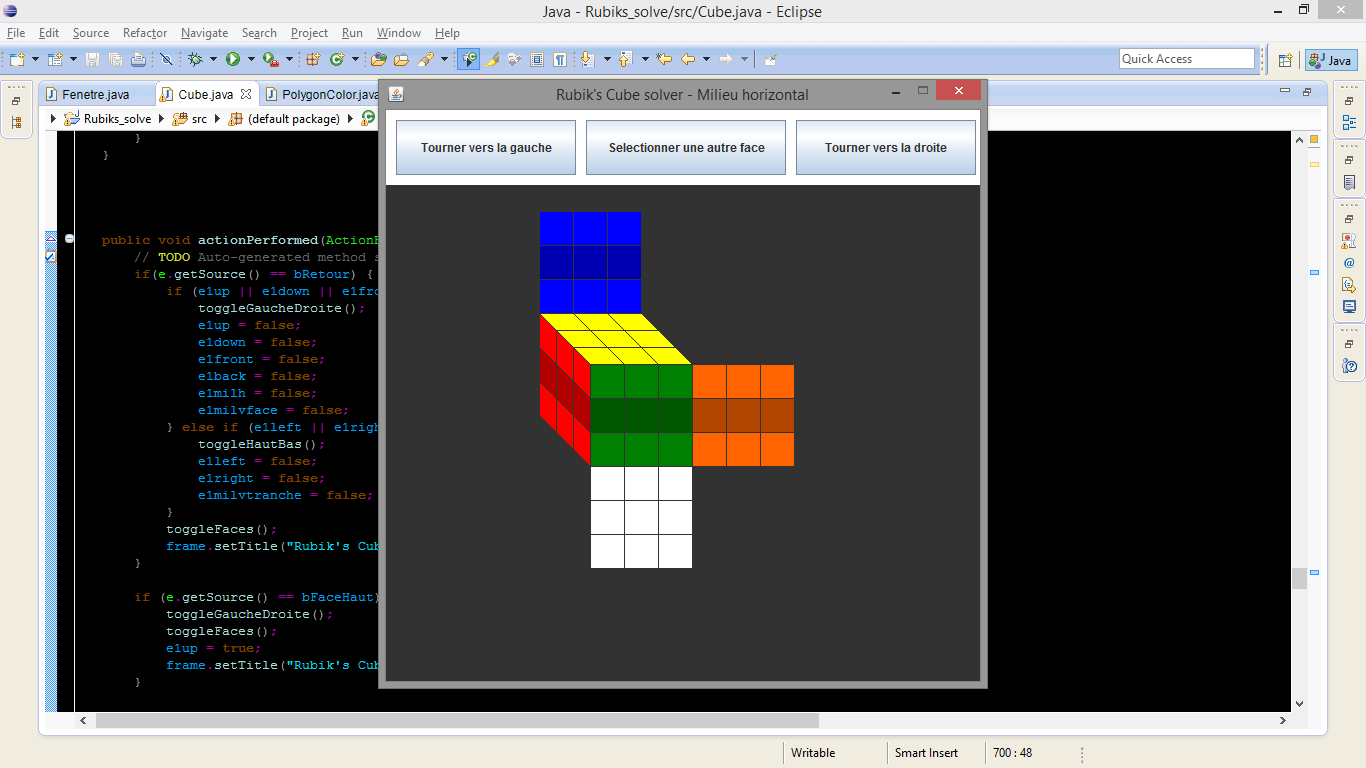 Java - Rubiks_solve/src/Cube.java - Eclipse
File Edit Source Refactor Navigate Search Project Run Window Help
Quick Access
Java
Fenetre.java Cube.java PolygonColor.java
Rubiks_solve src (default package)
Rubik's Cube solver - Milieu horizontal
Tourner vers la gauche Selectionner une autre face Tourner vers la droite
}
}
public void actionPerformed(ActionE
// TODO Auto-generated method s
if(e.getSource() == bRetour) {
if (e1up || e1down || e1fro
toggleGaucheDroite();
e1up = false;
e1down = false;
e1front = false;
e1back = false;
e1milh = false;
e1milvface = false;
} else if (e1left || e1righ
toggleHautBas();
e1left = false;
e1right = false;
e1milvtranche = false;
}
toggleFaces();
frame.setTitle("Rubik's Cub
}
if (e.getSource() == bFaceHaut)
toggleGaucheDroite();
toggleFaces();
e1up = true;
frame.setTitle("Rubik's Cub
}
Writable Smart Insert 700 : 48